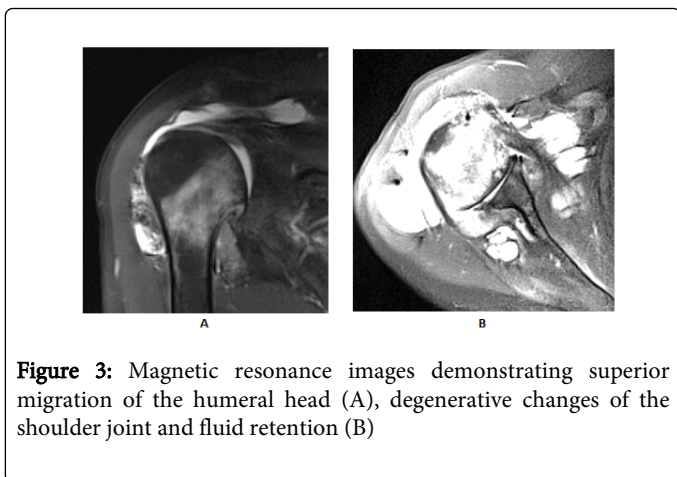 A
B
Figure 3: Magnetic resonance images demonstrating superior
migration of the humeral head (A), degenerative changes of the
shoulder joint and fluid retention (B)